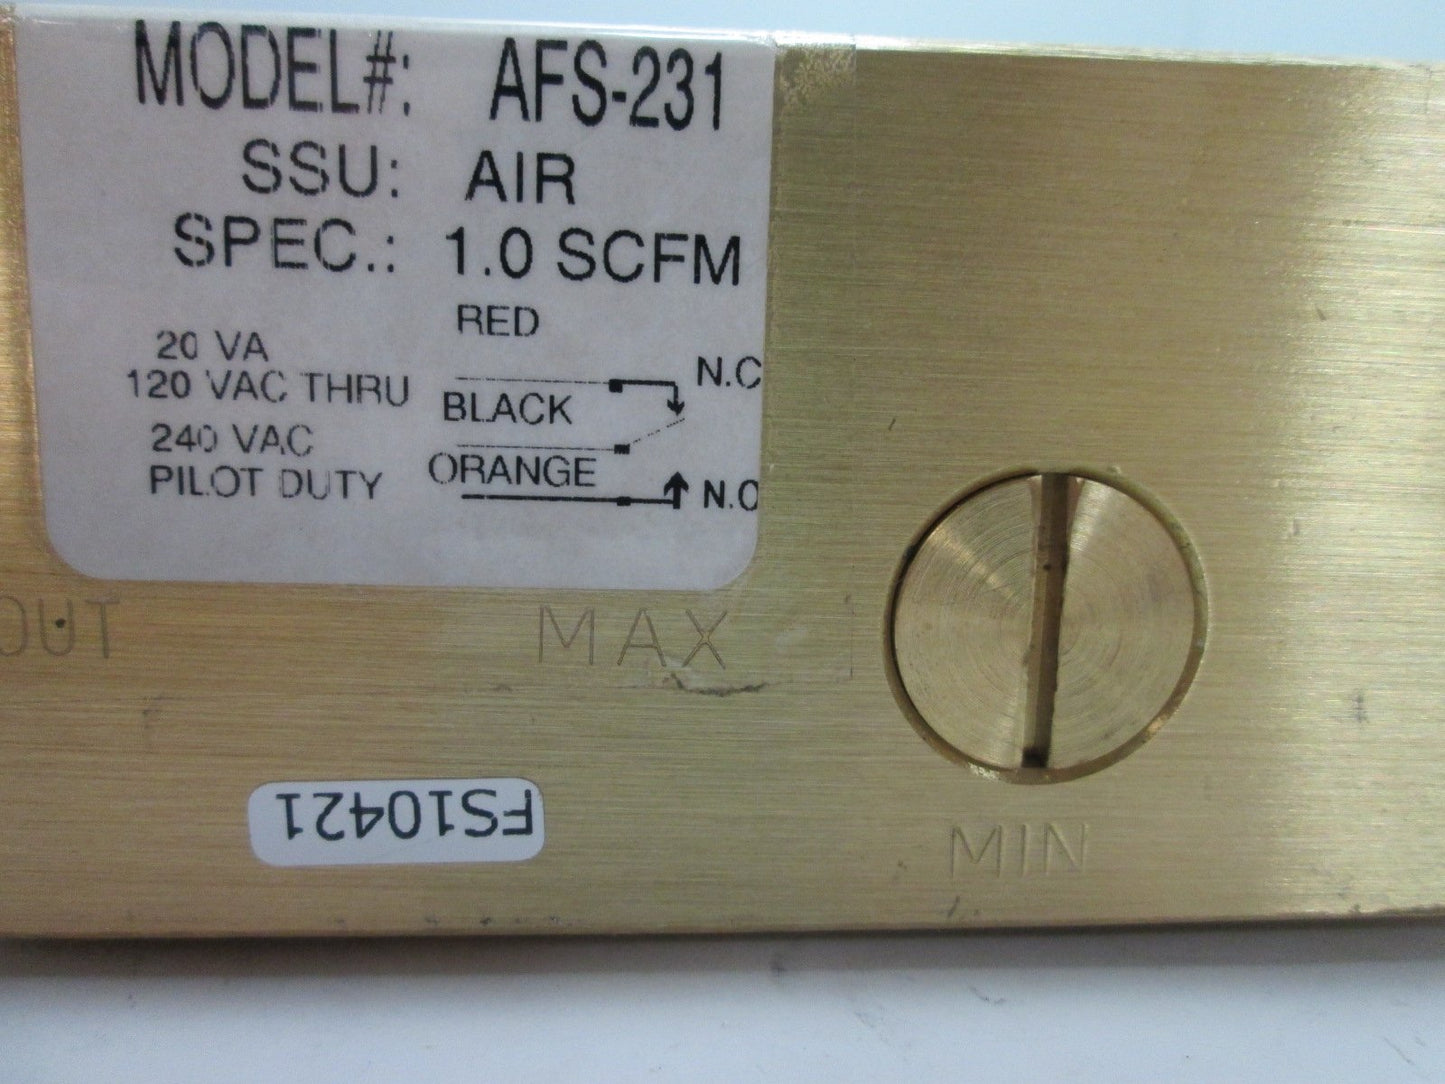 MODEL#: AFS-231
SSU: AIR
SPEC.: 1.0 SCFM
20 VA
120 VAC THRU
240 VAC
PILOT DUTY
RED
N.C
BLACK
ORANGE
N.O
OUT
MAX
FS10421
MIN